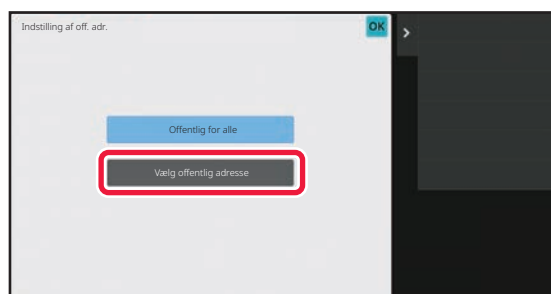 Indstilling af off. adr.
OK
Offentlig for alle
Vælg offentlig adresse